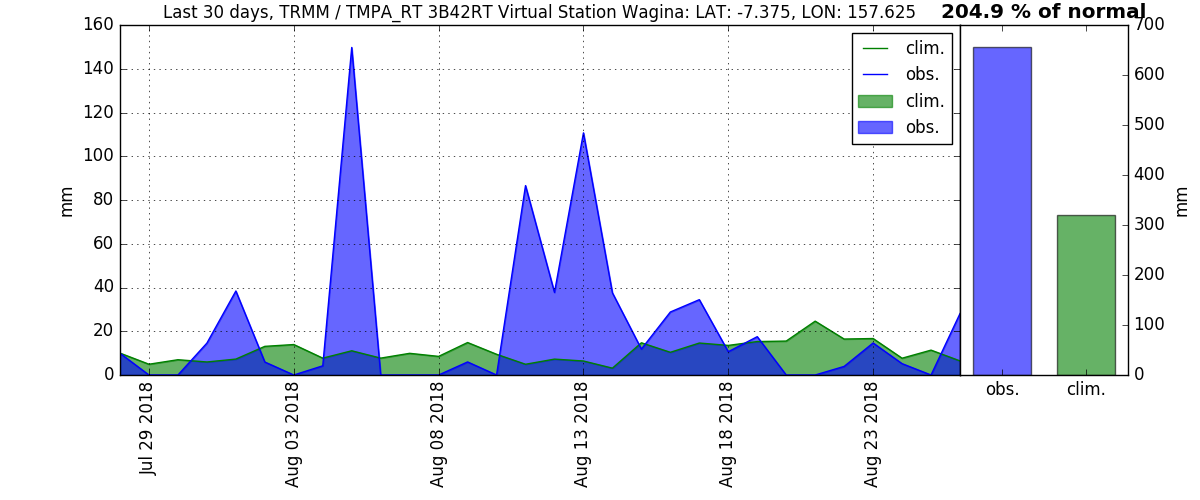 Last 30 days, TRMM / TMPA_RT 3B42RT Virtual Station Wagina: LAT: -7.375, LON: 157.625
204.9 % of normal
160
140
120
100
80
60
40
20
0
mm
clim.
obs.
clim.
obs.
700
600
500
400
300
200
100
0
mm
obs.
clim.
Jul 29 2018
Aug 03 2018
Aug 08 2018
Aug 13 2018
Aug 18 2018
Aug 23 2018